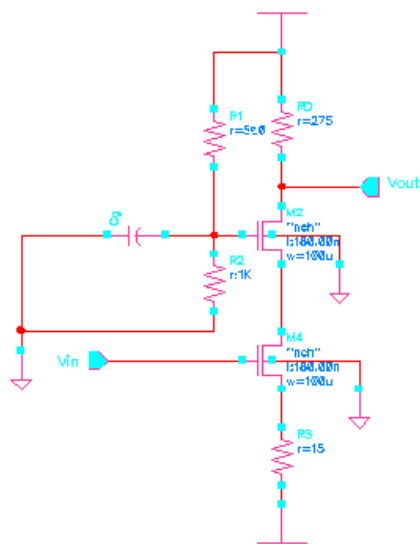 R1
r=500
RD
r=275
Vout
M2
"nch"
l:180.00n
w=100u
R2
r:1K
M4
"nch"
l:180.00n
w=100u
Vin
RS
r=15